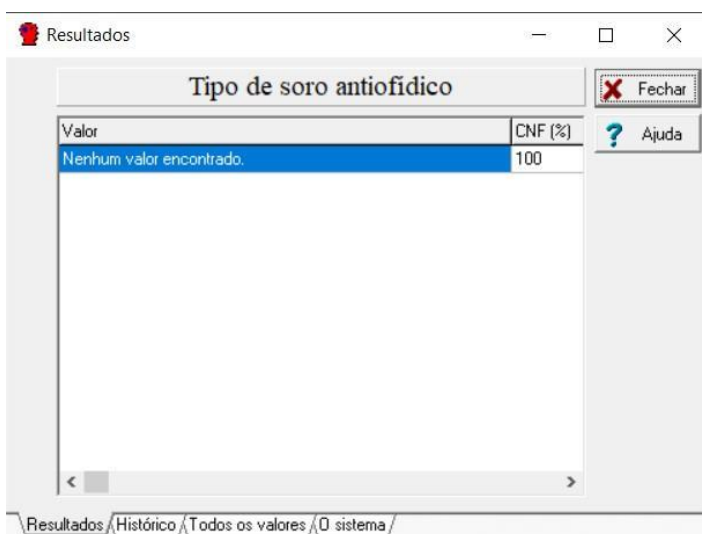 Resultados
Tipo de soro antiofídico
Fechar
Valor CNF (%)
Ajuda
Nenhum valor encontrado. 100
Resultados Histórico Todos os valores O sistema